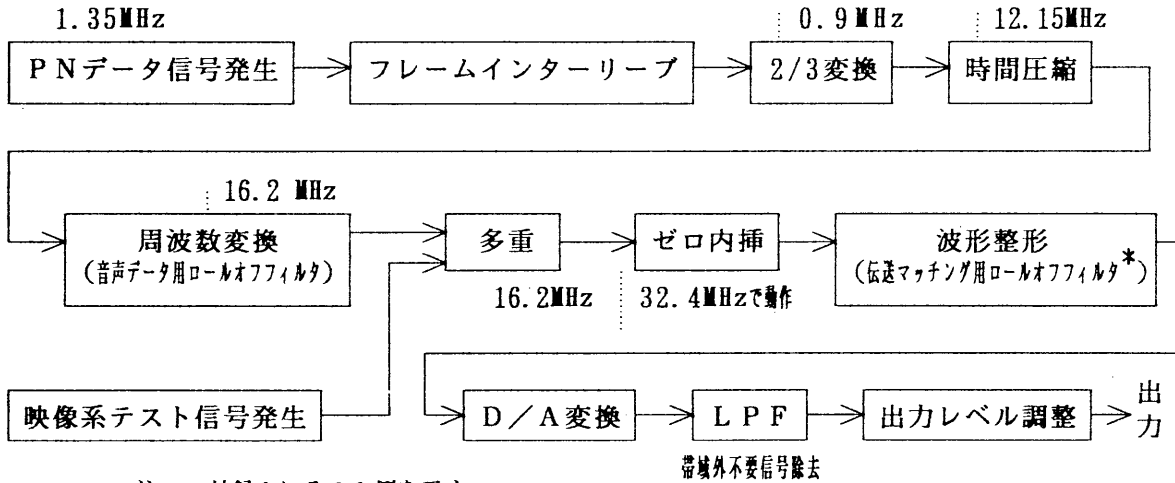 1.35MHz
0.9MHz
12.15MHz
PNデータ信号発生
フレームインターリーブ
2/3変換
時間圧縮
16.2 MHz
周波数変換
(音声データ用ロールオフフィルタ)
多重
ゼロ内挿
波形整形
(伝送マッチング用ロールオフフィルタ*)
16.2MHz
32.4MHzで動作
映像系テスト信号発生
D/A変換
LPF
出力レベル調整
出力
帯域外不要信号除去